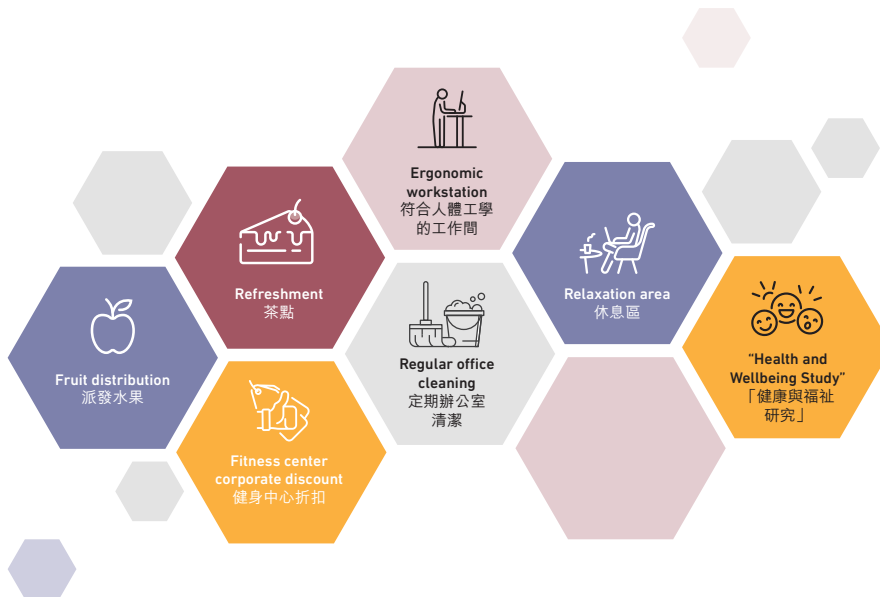 Ergonomic
workstation
符合人體工學
的工作間
Refreshment
茶點
Relaxation area
休息區
Fruit distribution
派發水果
Regular office
cleaning
定期辦公室
清潔
“Health and
Wellbeing Study”
「健康與福祉
研究」
Fitness center
corporate discount
健身中心折扣